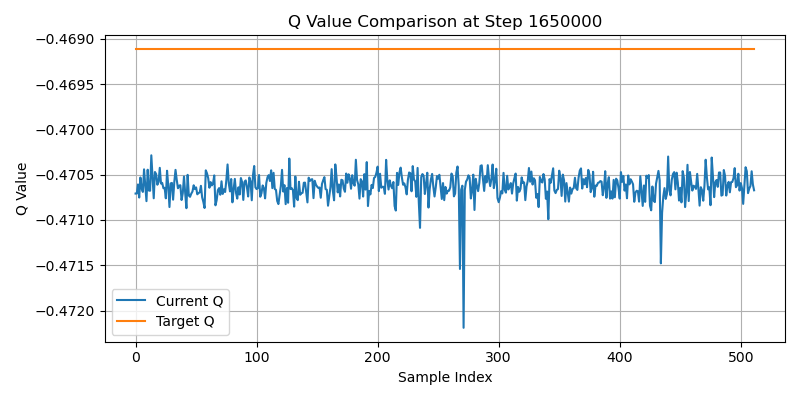 Q Value Comparison at Step 1650000
−0.4690
−0.4695
−0.4700
−0.4705
−0.4710
−0.4715
−0.4720
Q Value
Current Q
Target Q
0 100 200 300 400 500
Sample Index